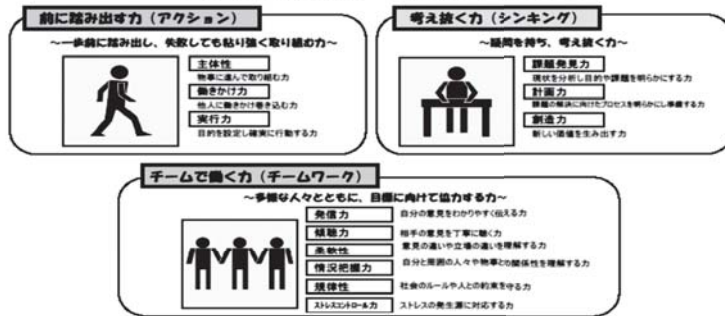 前に踏み出す力（アクション）
～一歩前に踏み出し、失敗しても粘り強く取り組む力～
主体性
物事に進んで取り組む力
働きかけ力
他人に働きかけ巻き込む力
実行力
目的を設定し確実に行動する力
考え抜く力（シンキング）
～疑問を持ち、考え抜く力～
課題発見力
現状を分析し目的や課題を明らかにする力
計画力
課題の解決に向けたプロセスを明らかにし準備する力
創造力
新しい価値を生み出す力
チームで働く力（チームワーク）
～多様な人々とともに、目標に向けて協力する力～
発信力 自分の意見をわかりやすく伝える力
傾聴力 相手の意見を丁寧に聴く力
柔軟性 意見の違いや立場の違いを理解する力
情況把握力 自分と周囲の人々や物事との関係性を理解する力
規律性 社会のルールや人との約束を守る力
ストレスコントロール力 ストレスの発生源に対応する力